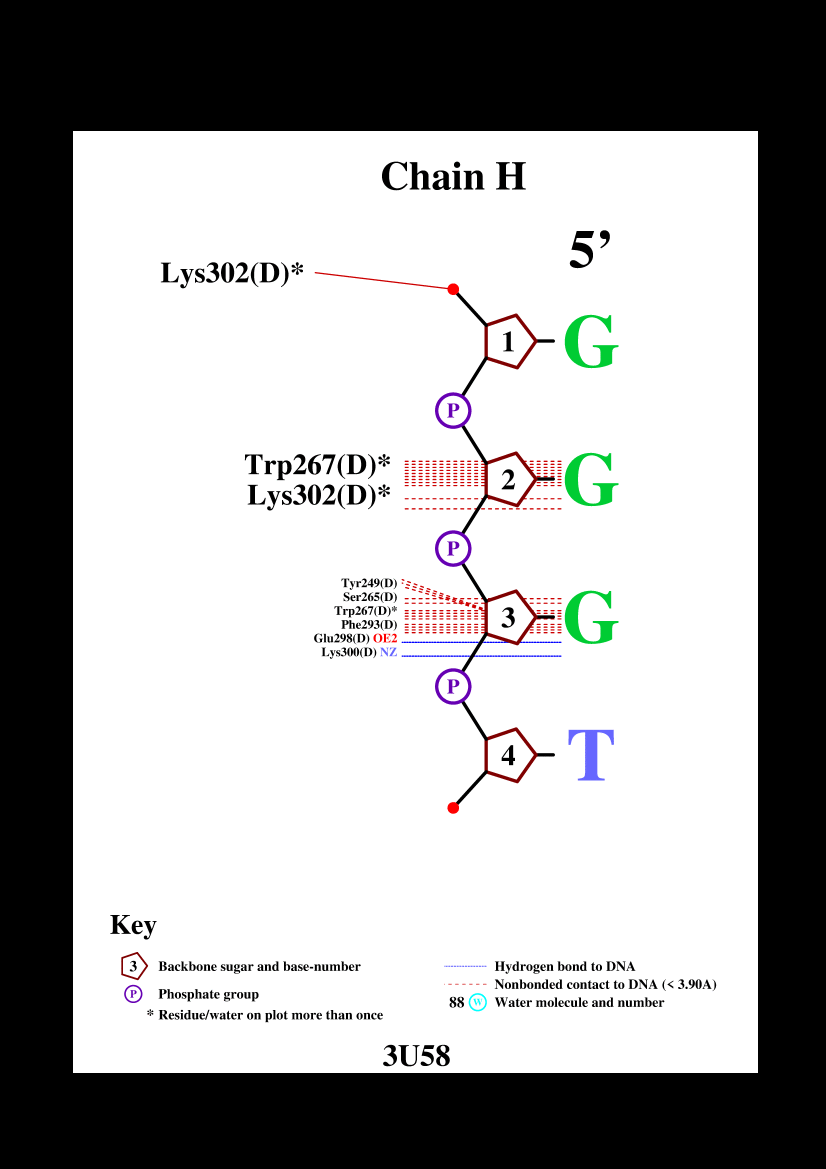 Chain H
5’
Lys302(D)*
1 G
P
Trp267(D)*
2 G
Lys302(D)*
P
Tyr249(D)
Ser265(D)
Trp267(D)*
3 G
Phe293(D)
Glu298(D) OE2
Lys300(D) NZ
P
4 T
Key
3 Backbone sugar and base-number
P Phosphate group
* Residue/water on plot more than once
Hydrogen bond to DNA
Nonbonded contact to DNA (< 3.90A)
88 W Water molecule and number
3U58